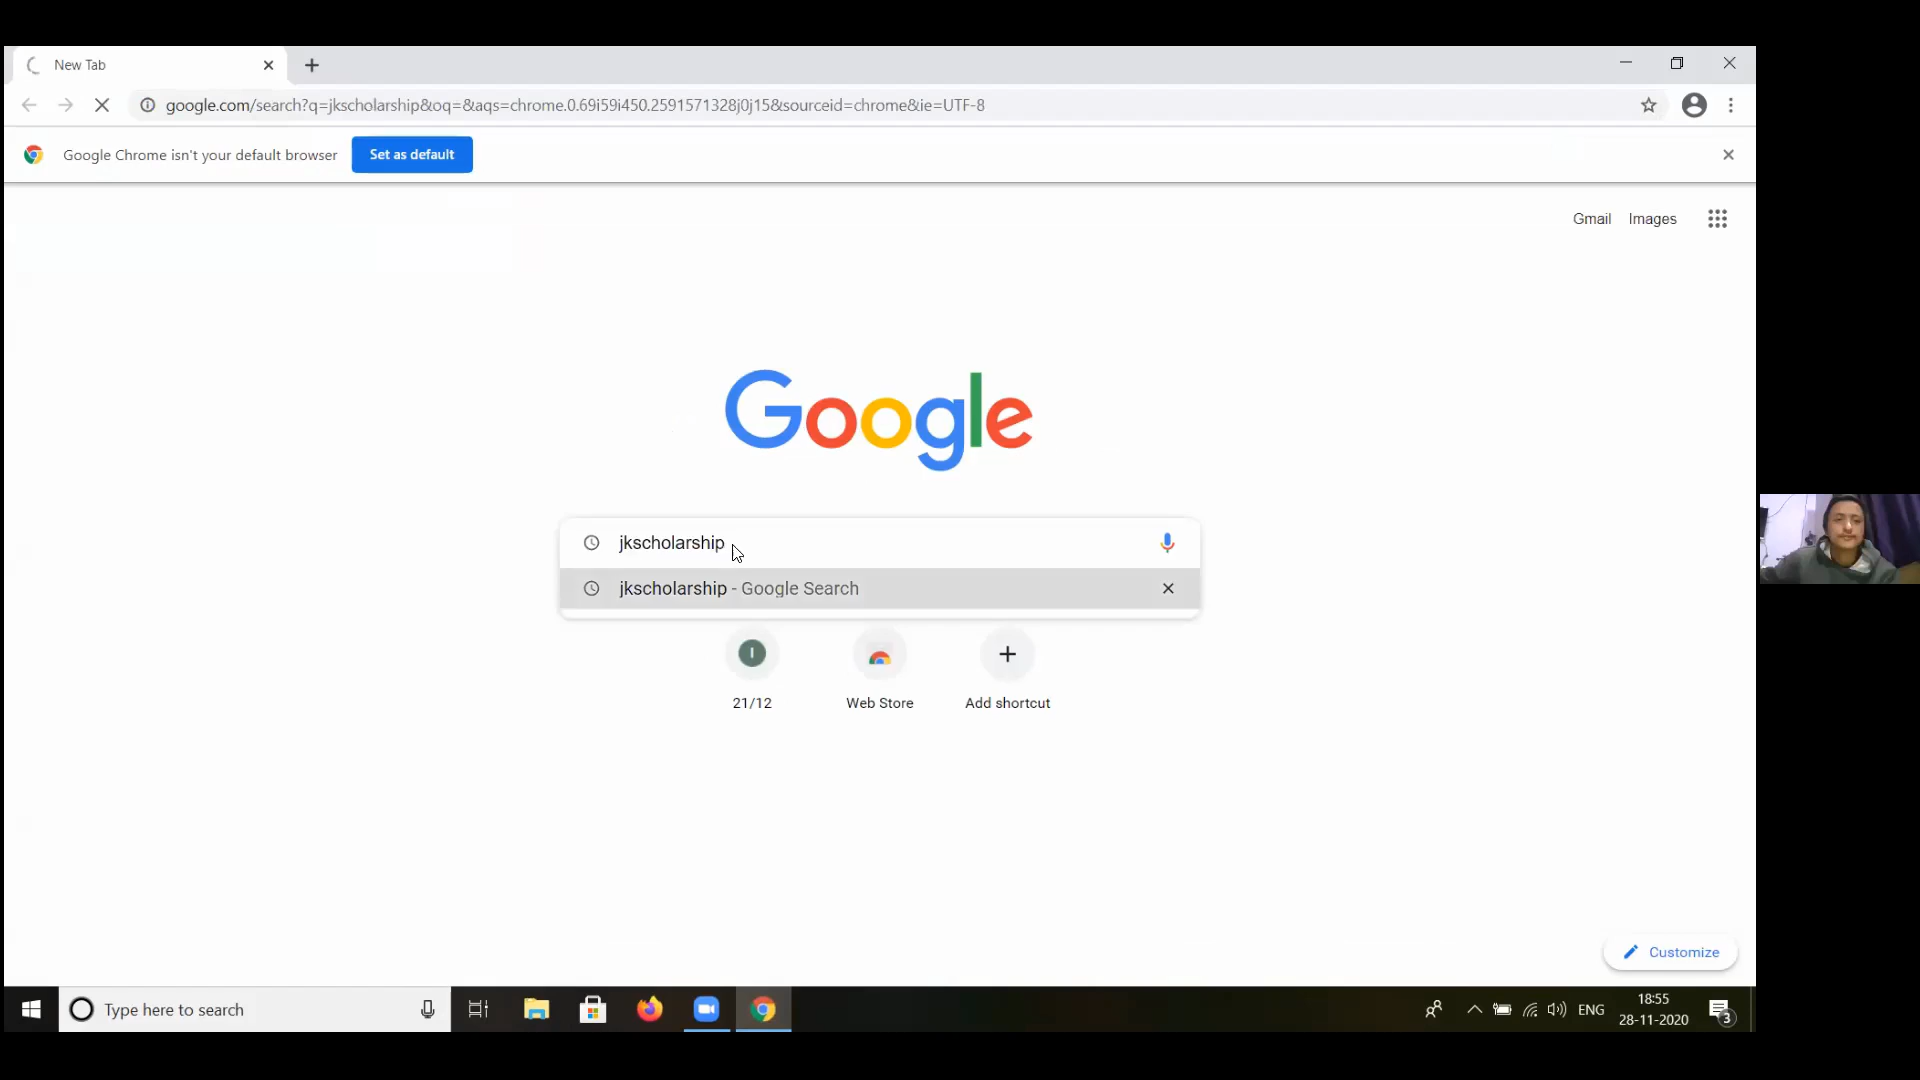 New Tab
google.com/search?q=jkscholarship&oq=&aqs=chrome.0.69i59i450.2591571328j0j15&sourceid=chrome&ie=UTF-8
Google Chrome isn't your default browser Set as default
Gmail Images
Google
jkscholarship
jkscholarship - Google Search
I
21/12 Web Store Add shortcut
Customize
Type here to search
ENG
18:55
28-11-2020
3